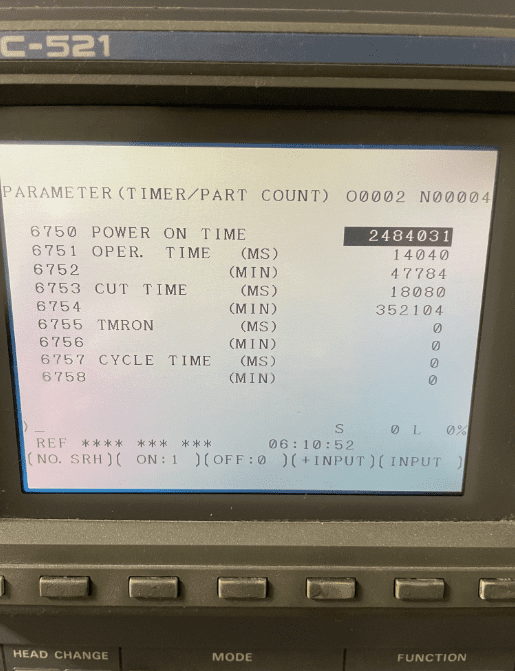 C-521
PARAMETER(TIMER/PART COUNT) O0002 N00004
6750 POWER ON TIME 2484031
6751 OPER. TIME (MS) 14040
6752 (MIN) 47784
6753 CUT TIME (MS) 18080
6754 (MIN) 352104
6755 TMRON (MS) 0
6756 (MIN) 0
6757 CYCLE TIME (MS) 0
6758 (MIN) 0
)_
S 0 L 0%
REF **** *** *** 06:10:52
(NO. SRH)( ON:1 )(OFF:0 )(+INPUT)(INPUT )
HEAD CHANGE MODE FUNCTION